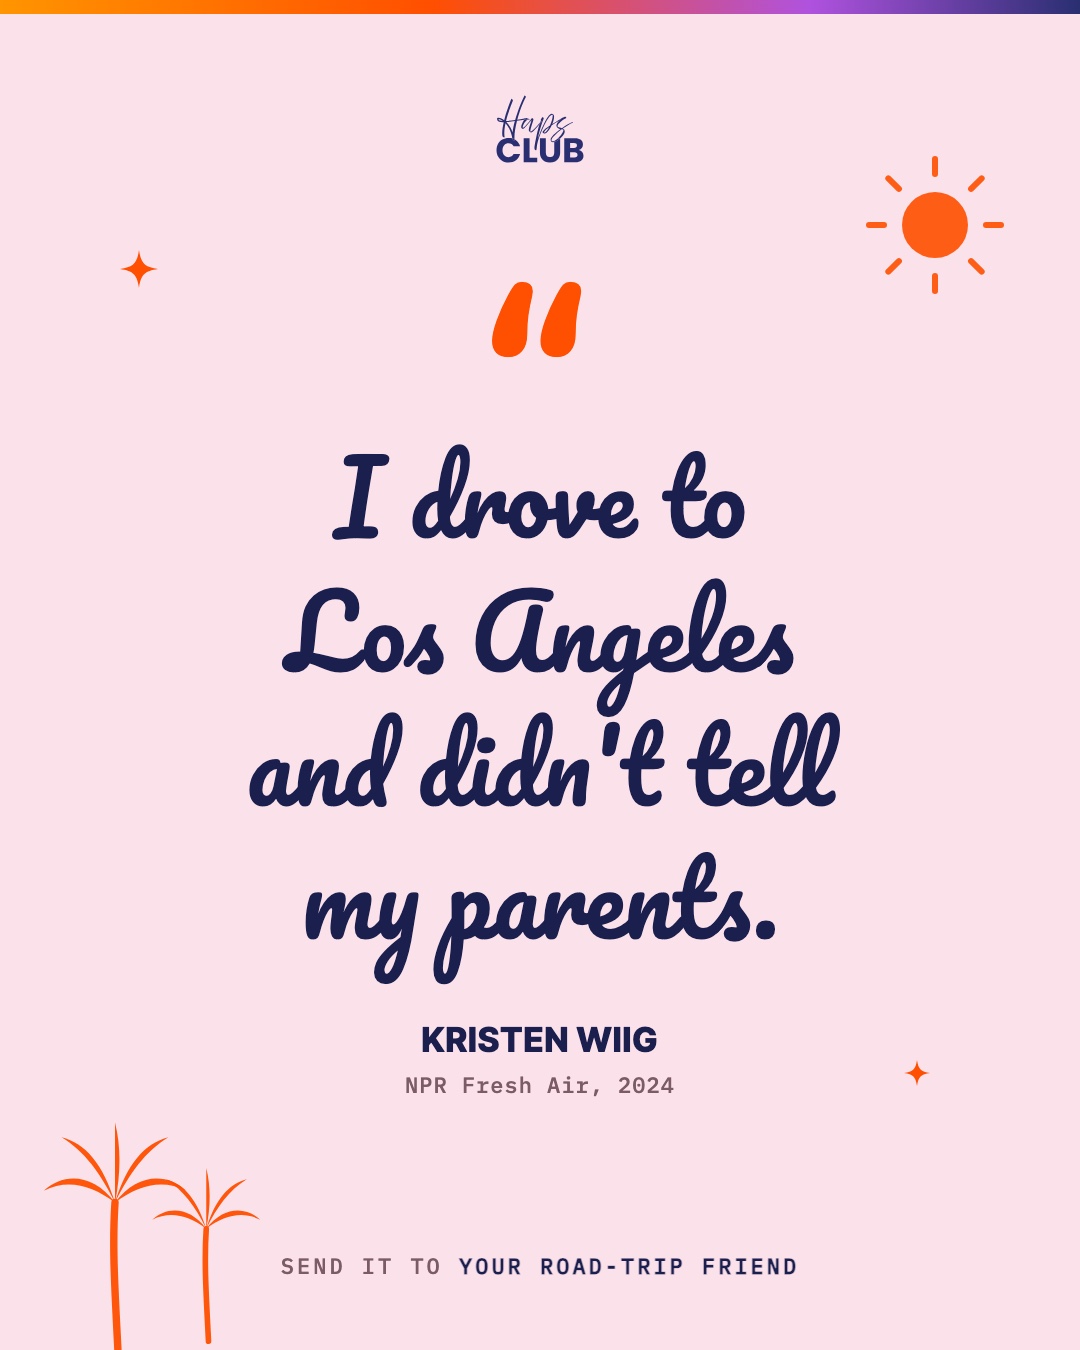 Haps
CLUB
“
I drove to
Los Angeles
and didn't tell
my parents.
KRISTEN WIIG
NPR Fresh Air, 2024
SEND IT TO YOUR ROAD-TRIP FRIEND